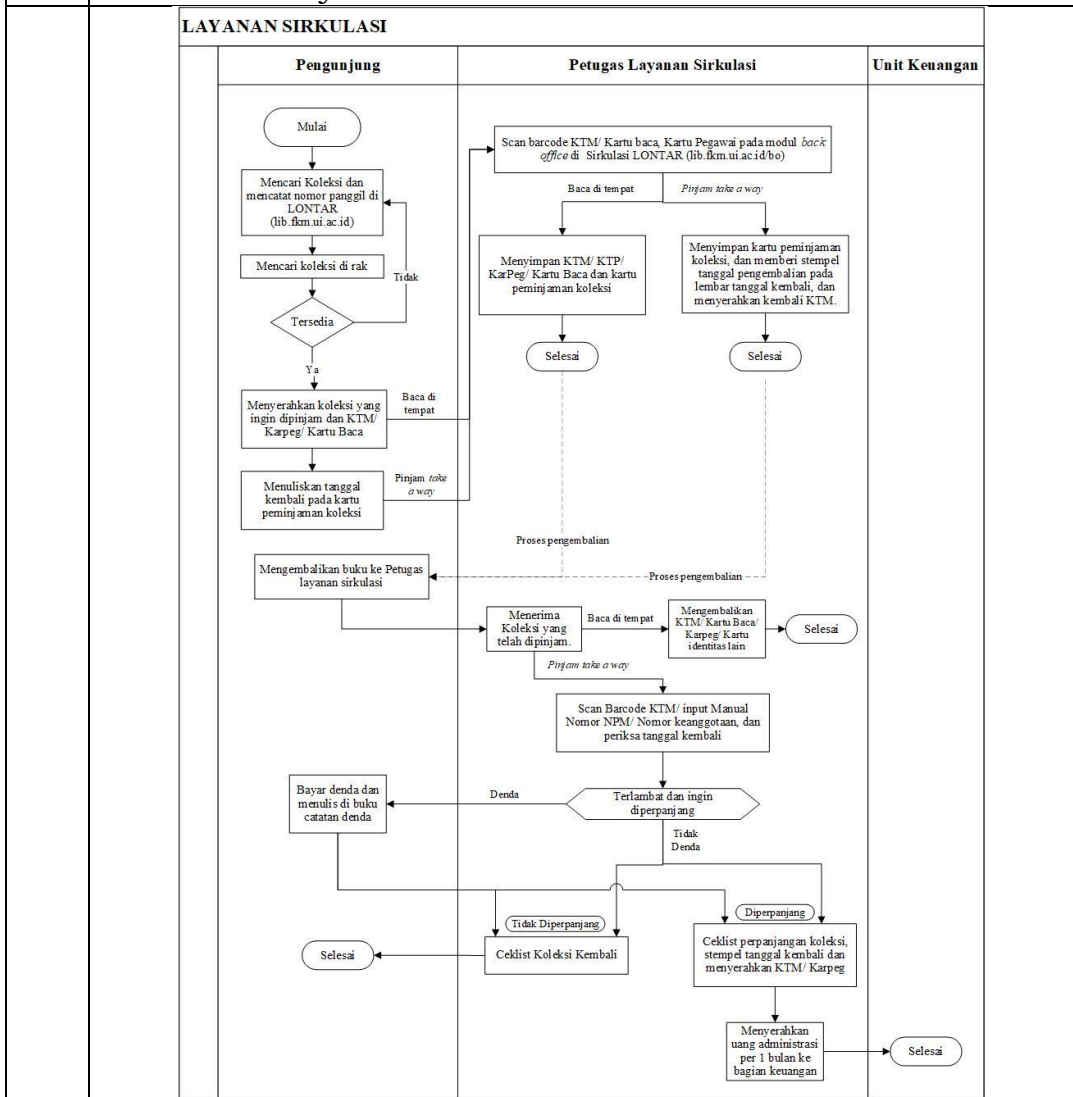 LAYANAN SIRKULASI
Pengunjung
Petugas Layanan Sirkulasi
Unit Keuangan
Mulai
Mencari Koleksi dan
mencatat nomor panggil di
LONTAR
(lib.fkm.ui.ac.id)
Mencari koleksi di rak
Tidak
Tersedia
Ya
Menyerahkan koleksi yang
ingin dipinjam dan KTM/
Karpeg/ Kartu Baca
Baca di
tempat
Menuliskan tanggal
kembali pada kartu
peminjaman koleksi
Pinjam take
a way
Scan barcode KTM/ Kartu baca, Kartu Pegawai pada modul back
office di Sirkulasi LONTAR (lib.fkm.ui.ac.id/bo)
Baca di tempat
Pinjam take a way
Menyimpan KTM/ KTP/
KarPeg/ Kartu Baca dan kartu
peminjaman koleksi
Menyimpan kartu peminjaman
koleksi, dan memberi stempel
tanggal pengembalian pada
lembar tanggal kembali, dan
menyerahkan kembali KTM.
Selesai
Selesai
Proses pengembalian
Proses pengembalian
Mengembalikan buku ke Petugas
layanan sirkulasi
Menerima
Koleksi yang
telah dipinjam.
Baca di tempat
Mengembalikan
KTM/ Kartu Baca/
Karpeg/ Kartu
identitas lain
Selesai
Pinjam take a way
Scan Barcode KTM/ input Manual
Nomor NPM/ Nomor keanggotaan, dan
periksa tanggal kembali
Terlambat dan ingin
diperpanjang
Denda
Bayar denda dan
menulis di buku
catatan denda
Tidak
Denda
Tidak Diperpanjang
Diperpanjang
Ceklist Koleksi Kembali
Selesai
Ceklist perpanjangan koleksi,
stempel tanggal kembali dan
menyerahkan KTM/ Karpeg
Menyerahkan
uang administrasi
per 1 bulan ke
bagian keuangan
Selesai